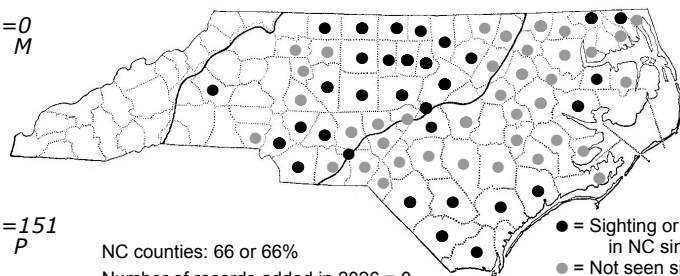 =0
M
=151
P
NC counties: 66 or 66%
● = Sighting or
in NC sin
● = Not seen si